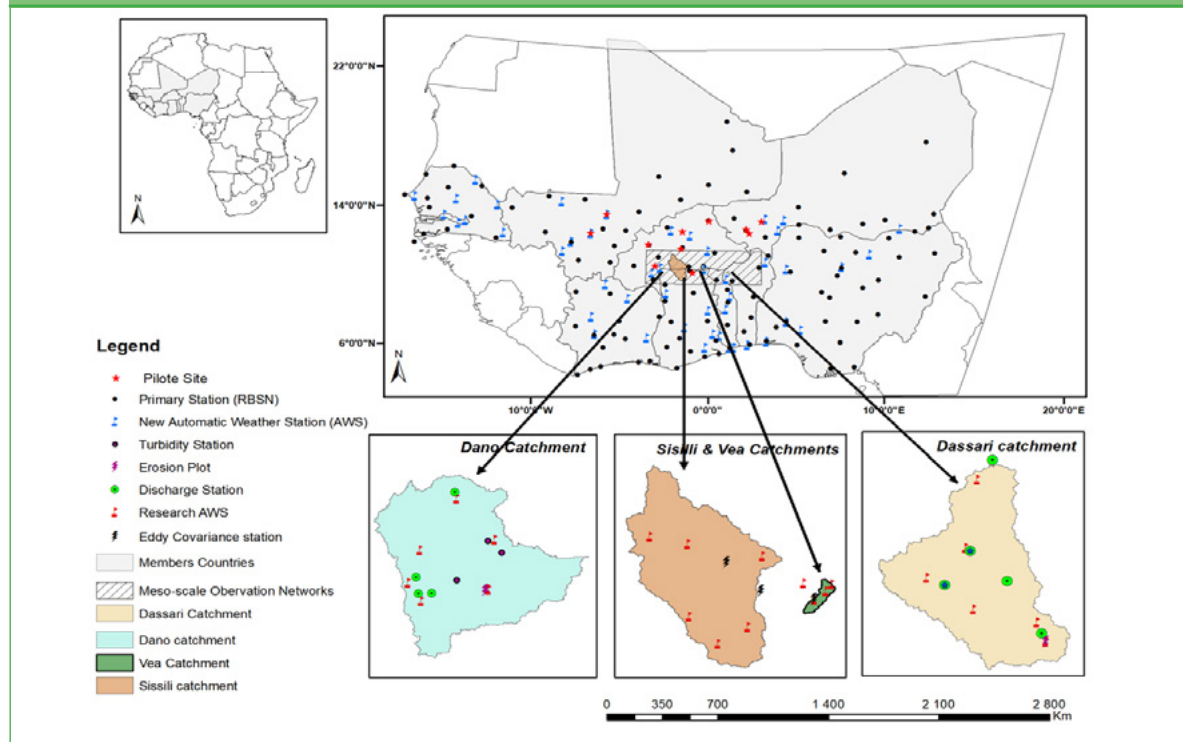 N
22°0'0"N
14°0'0"N
6°0'0"N
N
10°0'0"W
0°0'0"
10°0'0"E
20°0'0"E
Legend
Pilote Site
Primary Station (RBSN)
New Automatic Weather Station (AWS)
Turbidity Station
Erosion Plot
Discharge Station
Research AWS
Eddy Covariance station
Members Countries
Meso-scale Obervation Networks
Dassari Catchment
Dano catchment
Vea Catchment
Sissili catchment
Dano Catchment
Sisilli & Vea Catchments
Dassari catchment
0 350 700 1 400 2 100 2 800
Km